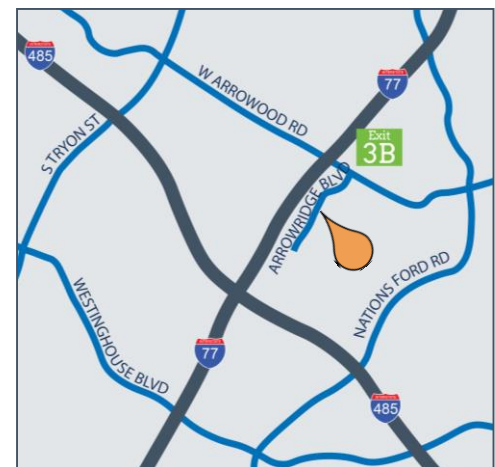 485
77
W ARROWOOD RD
S TRYON ST
Exit
3B
ARROWRIDGE BLVD
NATIONS FORD RD
WESTINGHOUSE BLVD
77
485